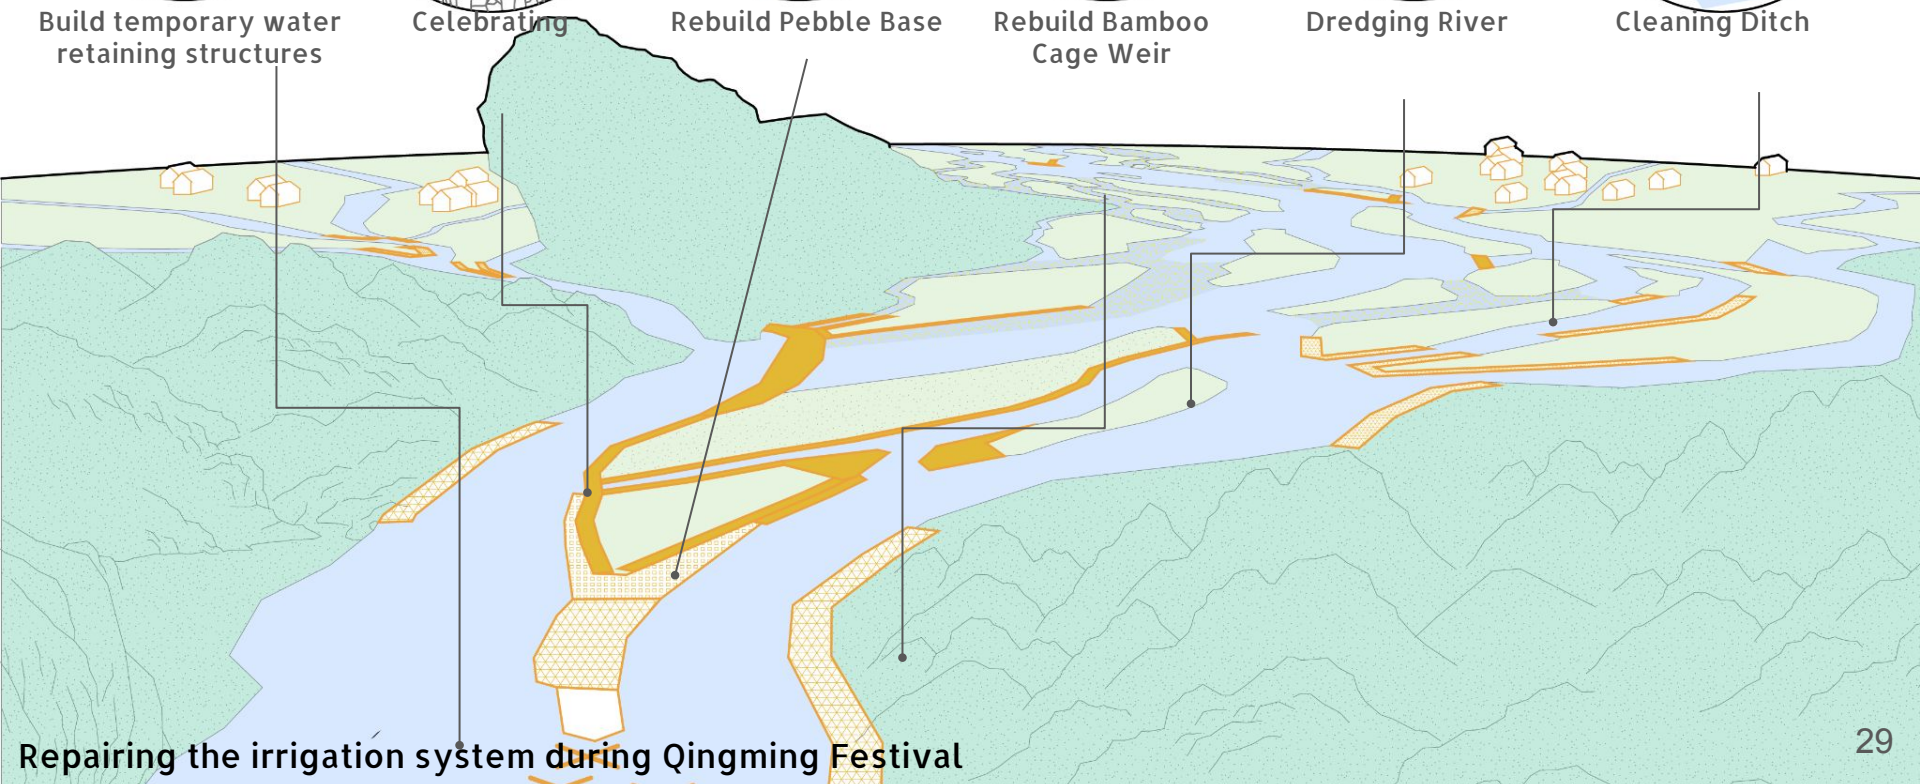 Build temporary water
retaining structures
Celebrating
Rebuild Pebble Base
Rebuild Bamboo
Cage Weir
Dredging River
Cleaning Ditch
Repairing the irrigation system during Qingming Festival
29